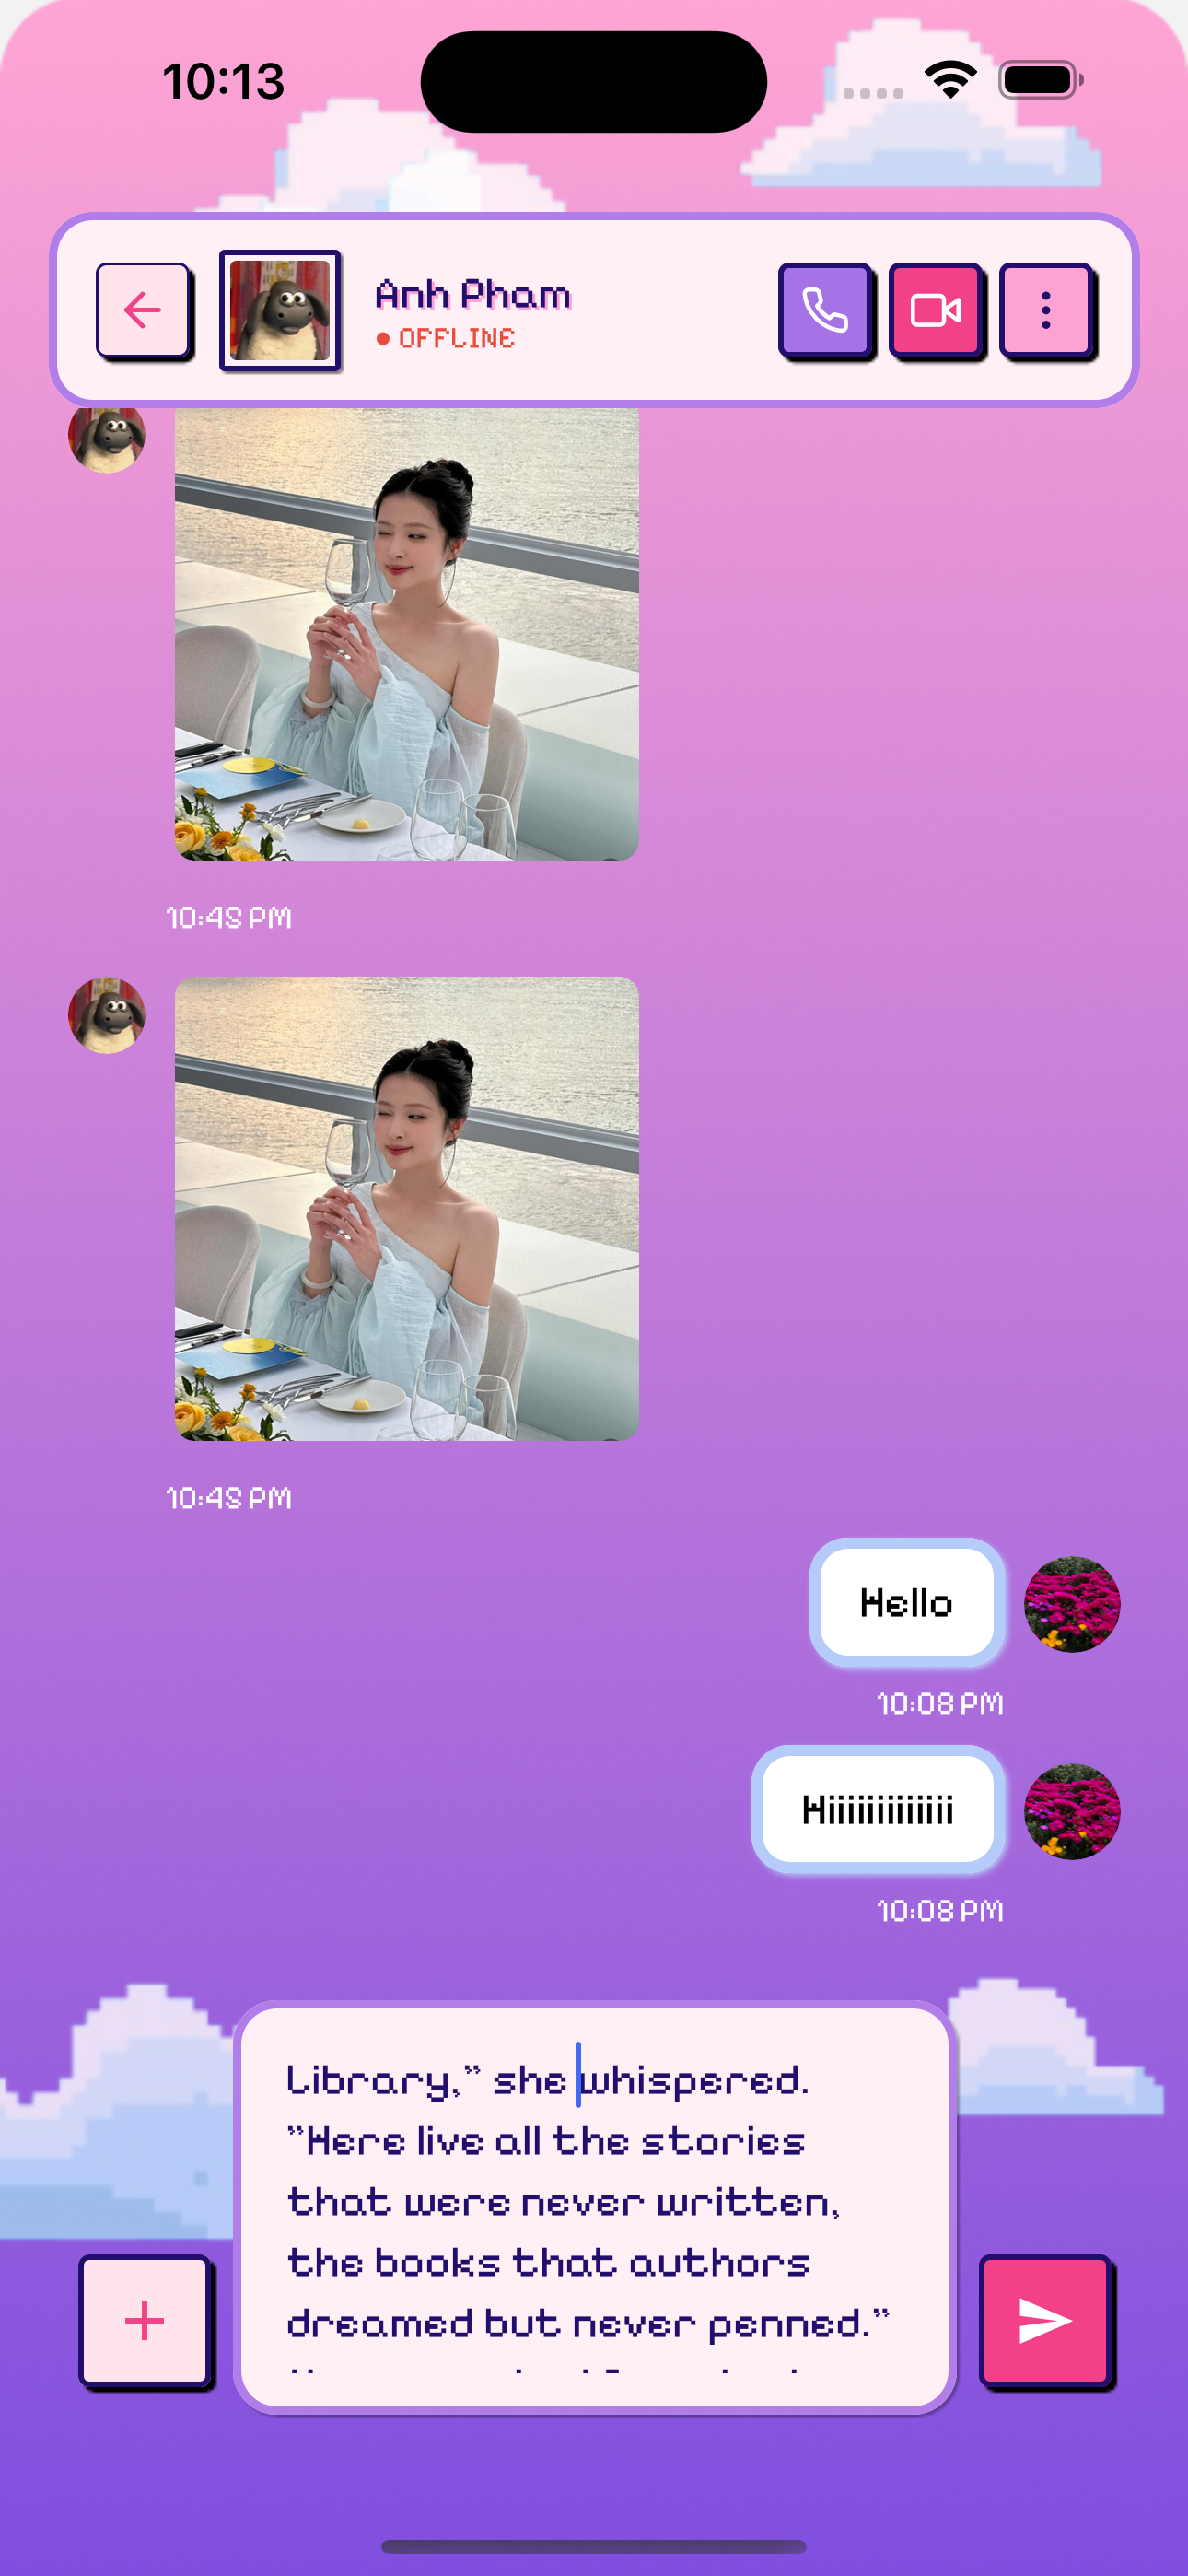 10:13
Anh Pham
OFFLINE
10:48 PM
10:48 PM
Hello
10:08 PM
Hiiiiiiiiiiiii
10:08 PM
Library,” she whispered.
”Here live all the stories
that were never written,
the books that authors
dreamed but never penned.”